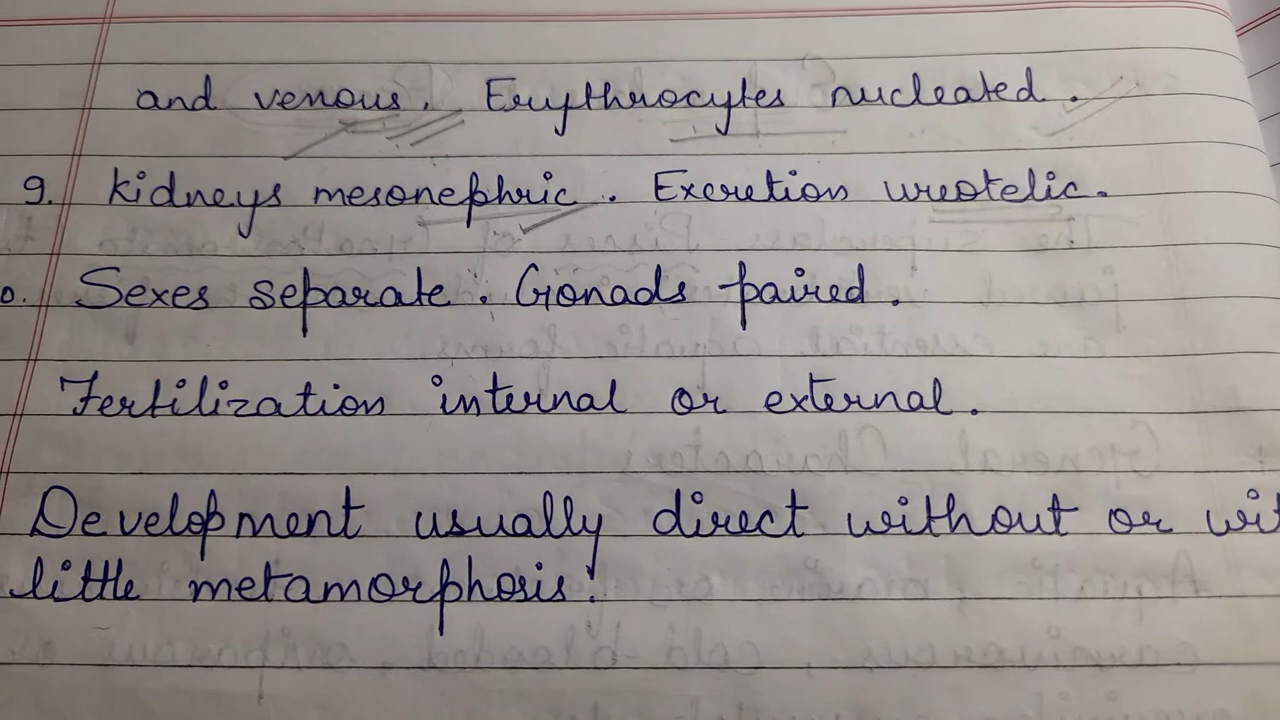 and venous. Erythrocytes nucleated.
9. Kidneys mesonephric. Excretion ureotelic.
0. Sexes separate. Gonads paired.
Fertilization internal or external.
Development usually direct without or wi
little metamorphosis.